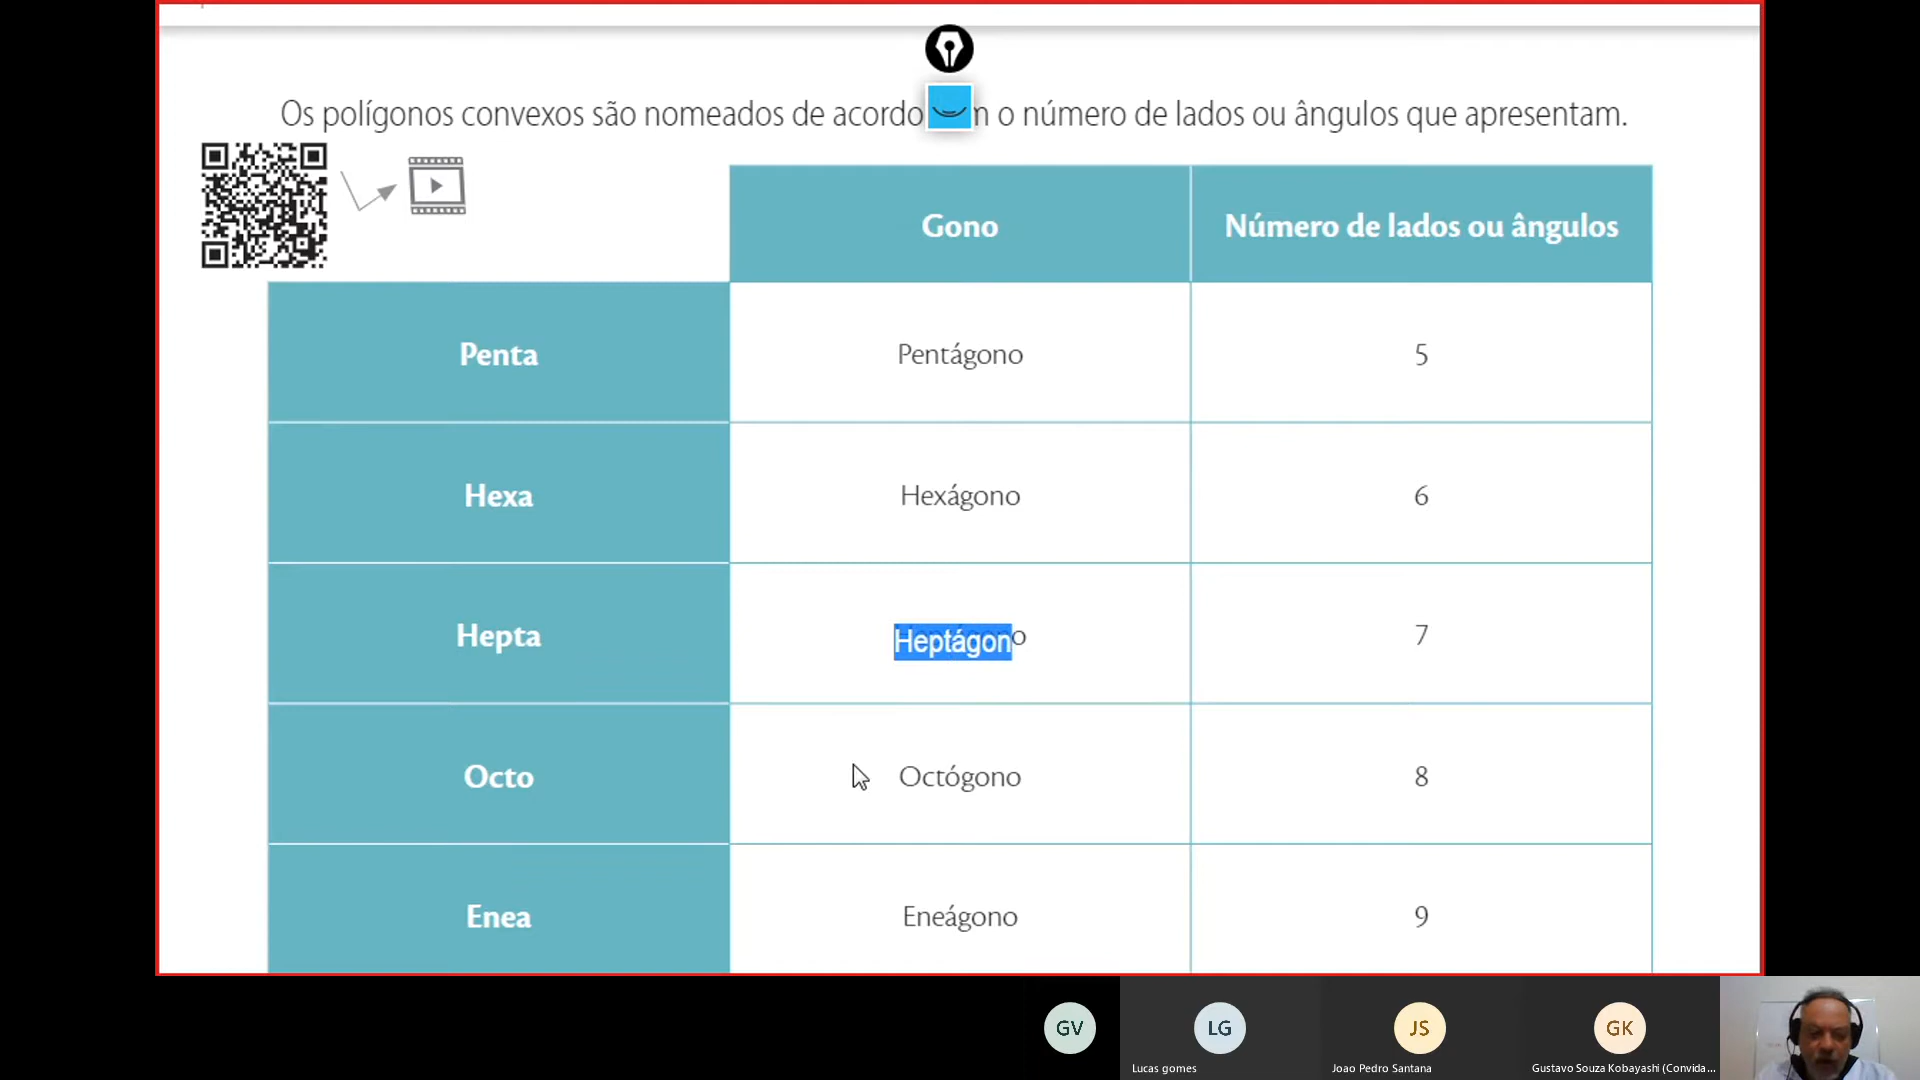 Os polígonos convexos são nomeados de acordo m o número de lados ou ângulos que apresentam.
Gono
Número de lados ou ângulos
Penta
Pentágono
5
Hexa
Hexágono
6
Hepta
Heptágono
7
Octo
Octógono
8
Enea
Eneágono
9
GV
LG
JS
GK
Lucas gomes
Joao Pedro Santana
Gustavo Souza Kobayashi (Convida...